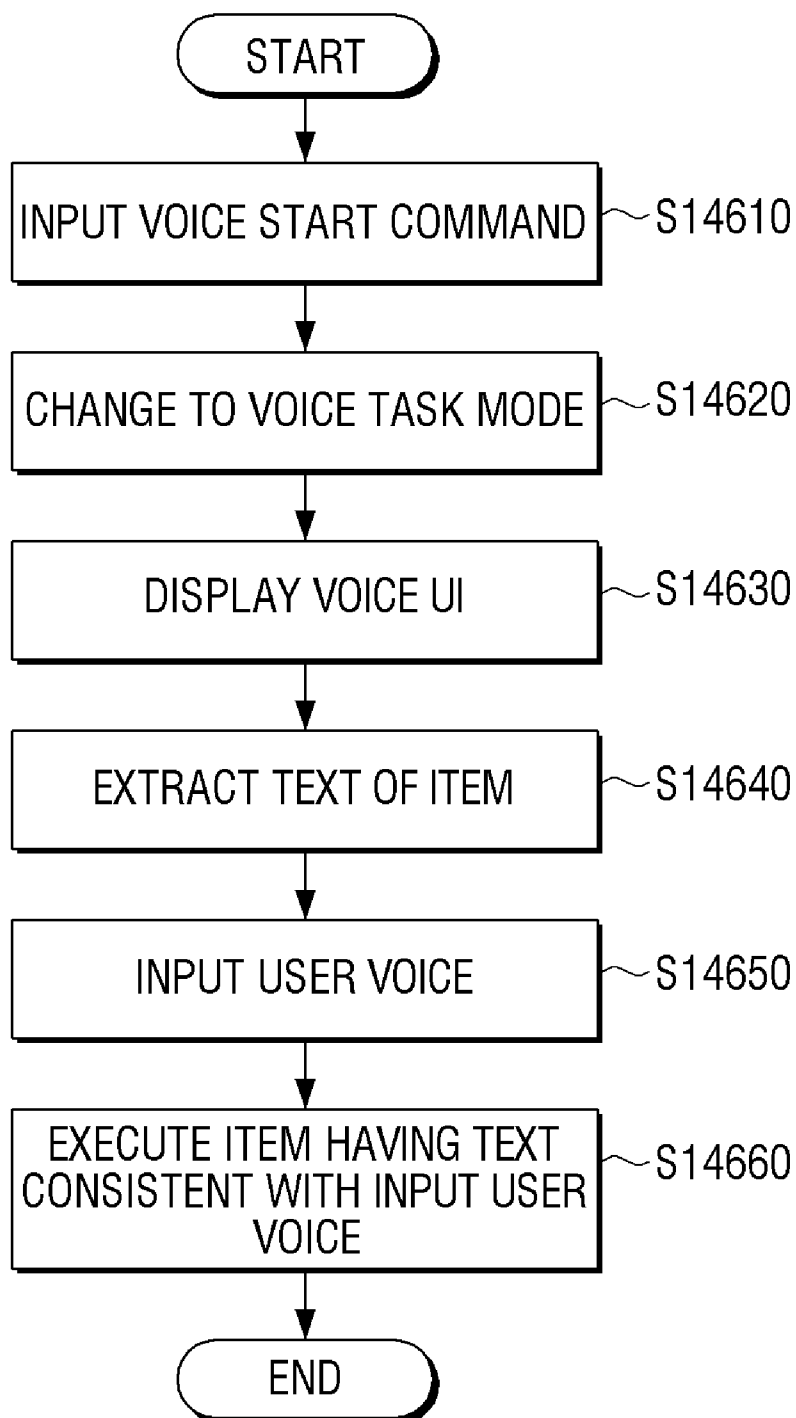 START
INPUT VOICE START COMMAND
S14610
CHANGE TO VOICE TASK MODE
S14620
DISPLAY VOICE UI
S14630
EXTRACT TEXT OF ITEM
S14640
INPUT USER VOICE
S14650
EXECUTE ITEM HAVING TEXT
CONSISTENT WITH INPUT USER
VOICE
S14660
END